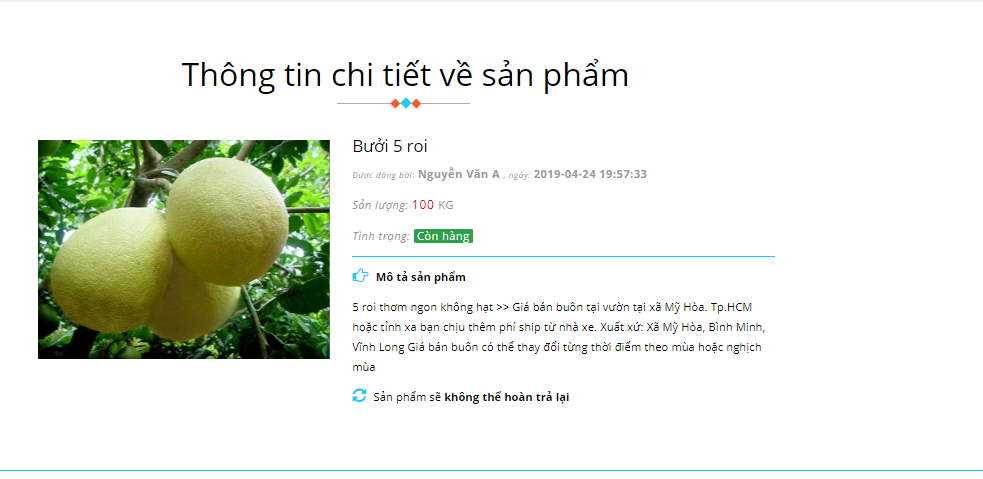 Thông tin chi tiết về sản phẩm
Bưởi 5 roi
Được đăng bởi: Nguyễn Văn A , ngày: 2019-04-24 19:57:33
Sản lượng: 100 KG
Tình trạng: Còn hàng
Mô tả sản phẩm
5 roi thơm ngon không hạt >> Giá bán buôn tại vườn tại xã Mỹ Hòa. Tp.HCM
hoặc tỉnh xa bạn chịu thêm phí ship từ nhà xe. Xuất xứ: Xã Mỹ Hòa, Bình Minh,
Vĩnh Long Giá bán buôn có thể thay đổi từng thời điểm theo mùa hoặc nghịch
mùa
Sản phẩm sẽ không thể hoàn trả lại